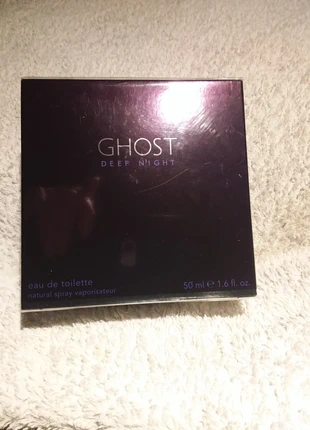 GHOST
DEEP NIGHT
eau de toilette
natural spray vaporisateur
50 ml ℮ 1.6 fl. oz.